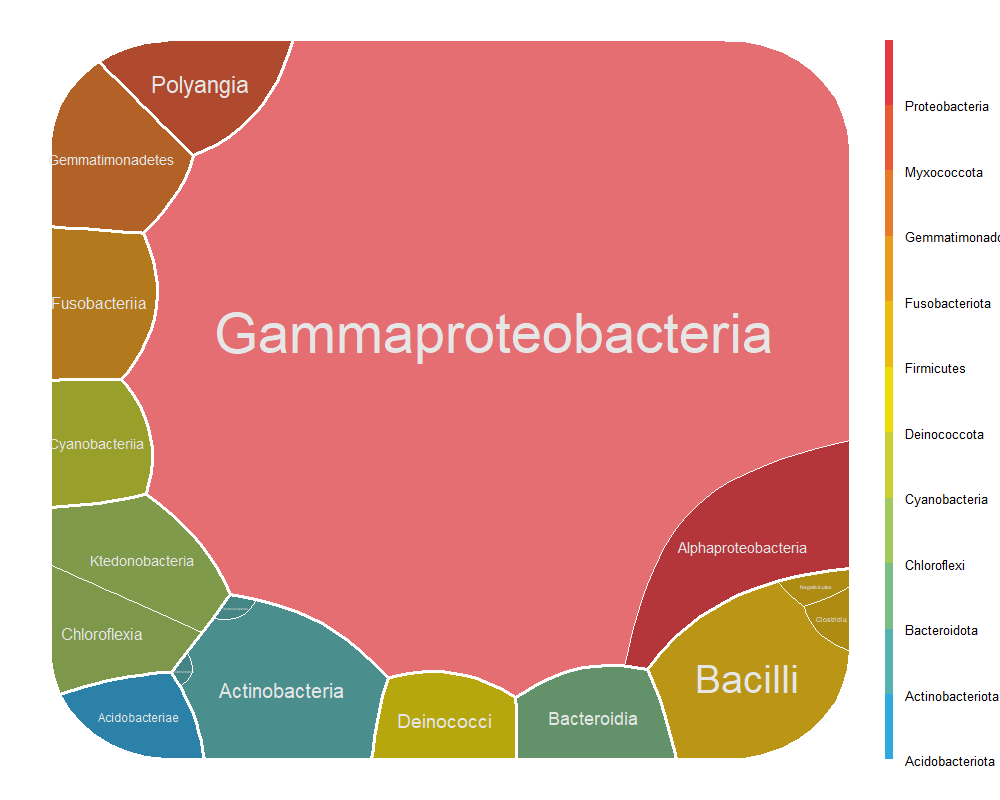 Polyangia
Gemmatimonadetes
Fusobacteriia
Gammaproteobacteria
Cyanobacteriia
Alphaproteobacteria
Ktedonobacteria
Negativicutes
Clostridia
Chloroflexia
Bacilli
Actinobacteria
Acidobacteriae
Deinococci
Bacteroidia
Proteobacteria
Myxococcota
Gemmatimonado
Fusobacteriota
Firmicutes
Deinococcota
Cyanobacteria
Chloroflexi
Bacteroidota
Actinobacteriota
Acidobacteriota